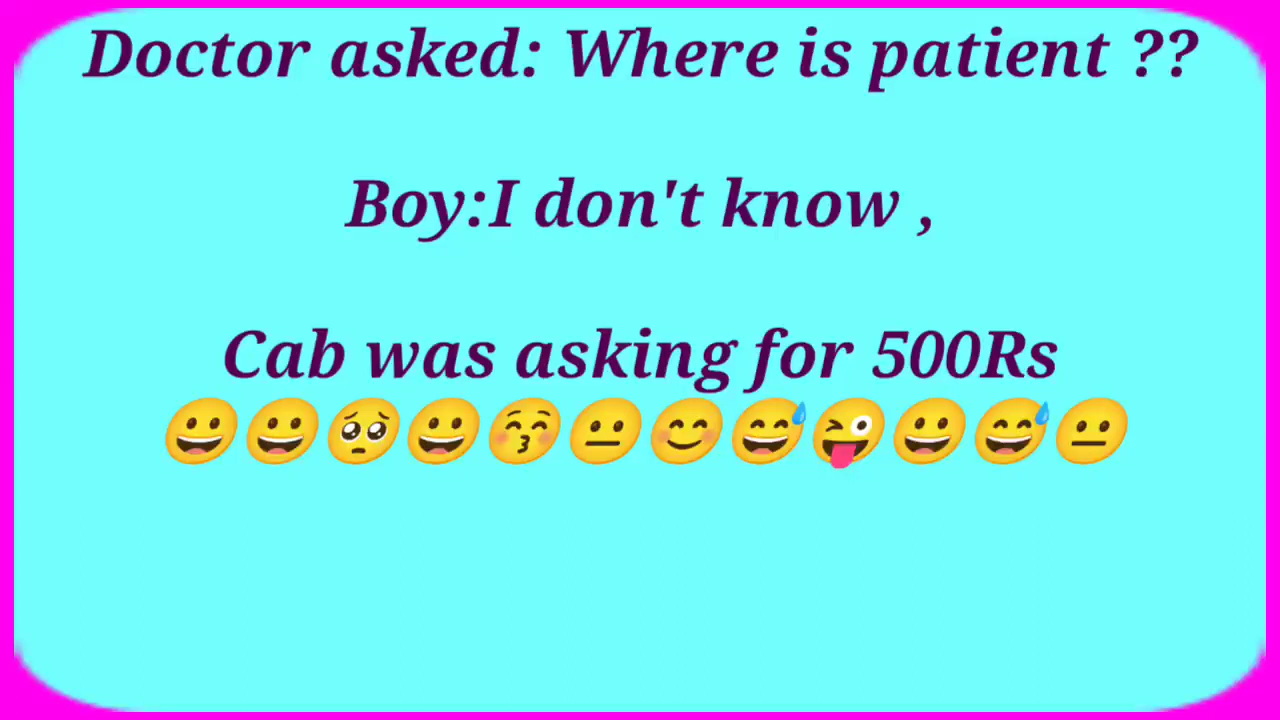 Doctor asked: Where is patient ??
Boy:I don't know ,
Cab was asking for 500Rs
😀😀🥺😀😚😐😊😅😜😀😅😐